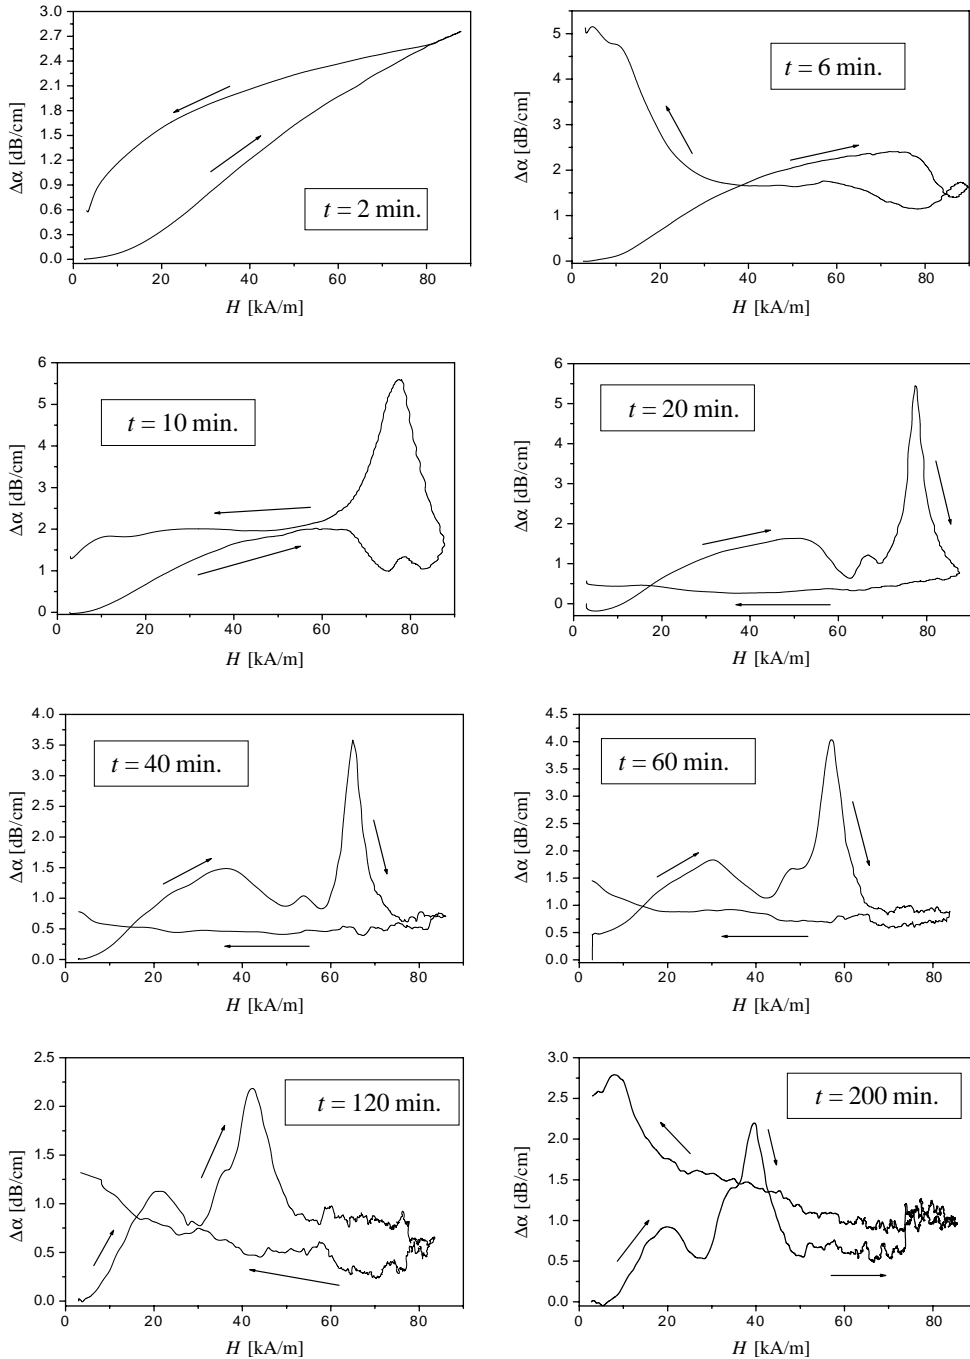 Δα [dB/cm]
2.7
2.4
2.1
1.8
1.5
1.2
0.9
0.6
0.3
0.0
0 20 40 60 80 100
H [kA/m]
t = 2 min.
Δα [dB/cm]
5
4
3
2
1
0
0 20 40 60 80
H [kA/m]
t = 6 min.
Δα [dB/cm]
6
5
4
3
2
1
0
0 20 40 60 80 100
H [kA/m]
t = 10 min.
Δα [dB/cm]
6
5
4
3
2
1
0
0 20 40 60 80
H [kA/m]
t = 20 min.
Δα [dB/cm]
4.0
3.5
3.0
2.5
2.0
1.5
1.0
0.5
0.0
0 20 40 60 80
H [kA/m]
t = 40 min.
Δα [dB/cm]
4.5
4.0
3.5
3.0
2.5
2.0
1.5
1.0
0.5
0.0
0 20 40 60 80
H [kA/m]
t = 60 min.
Δα [dB/cm]
2.5
2.0
1.5
1.0
0.5
0.0
0 20 40 60 80
H [kA/m]
t = 120 min.
Δα [dB/cm]
3.0
2.5
2.0
1.5
1.0
0.5
0.0
0 20 40 60 80
H [kA/m]
t = 200 min.